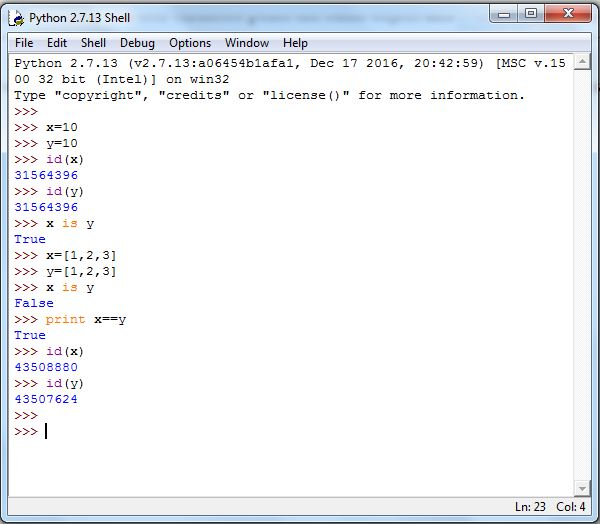 Python 2.7.13 Shell
File Edit Shell Debug Options Window Help
Python 2.7.13 (v2.7.13:a06454b1afa1, Dec 17 2016, 20:42:59) [MSC v.15
00 32 bit (Intel)] on win32
Type "copyright", "credits" or "license()" for more information.
>>>
>>> x=10
>>> y=10
>>> id(x)
31564396
>>> id(y)
31564396
>>> x is y
True
>>> x=[1,2,3]
>>> y=[1,2,3]
>>> x is y
False
>>> print x==y
True
>>> id(x)
43508880
>>> id(y)
43507624
>>>
>>>
Ln: 23 Col: 4